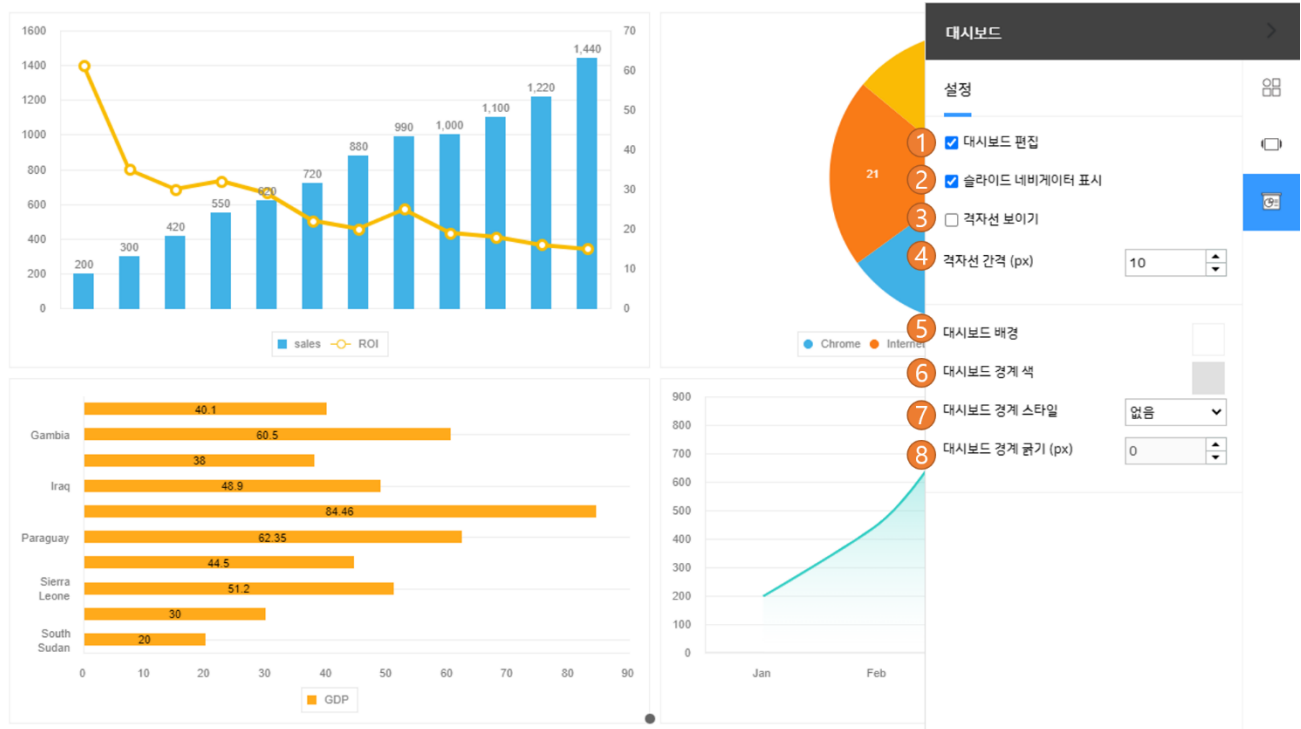 1600
1400
1200
1000
800
600
400
200
0
70
60
50
40
30
20
10
0
200
300
420
550
620
720
880
990
1,000
1,100
1,220
1,440
sales
ROI
21
Chrome
Internet
Gambia
Iraq
Paraguay
Sierra
Leone
South
Sudan
40.1
60.5
38
48.9
84.46
62.35
44.5
51.2
30
20
0 10 20 30 40 50 60 70 80 90
GDP
900
800
700
600
500
400
300
200
100
0
Jan Feb
대시보드
설정
1 대시보드 편집
2 슬라이드 네비게이터 표시
3 격자선 보이기
4 격자선 간격 (px) 10
5 대시보드 배경
6 대시보드 경계 색
7 대시보드 경계 스타일 없음
8 대시보드 경계 굵기 (px) 0